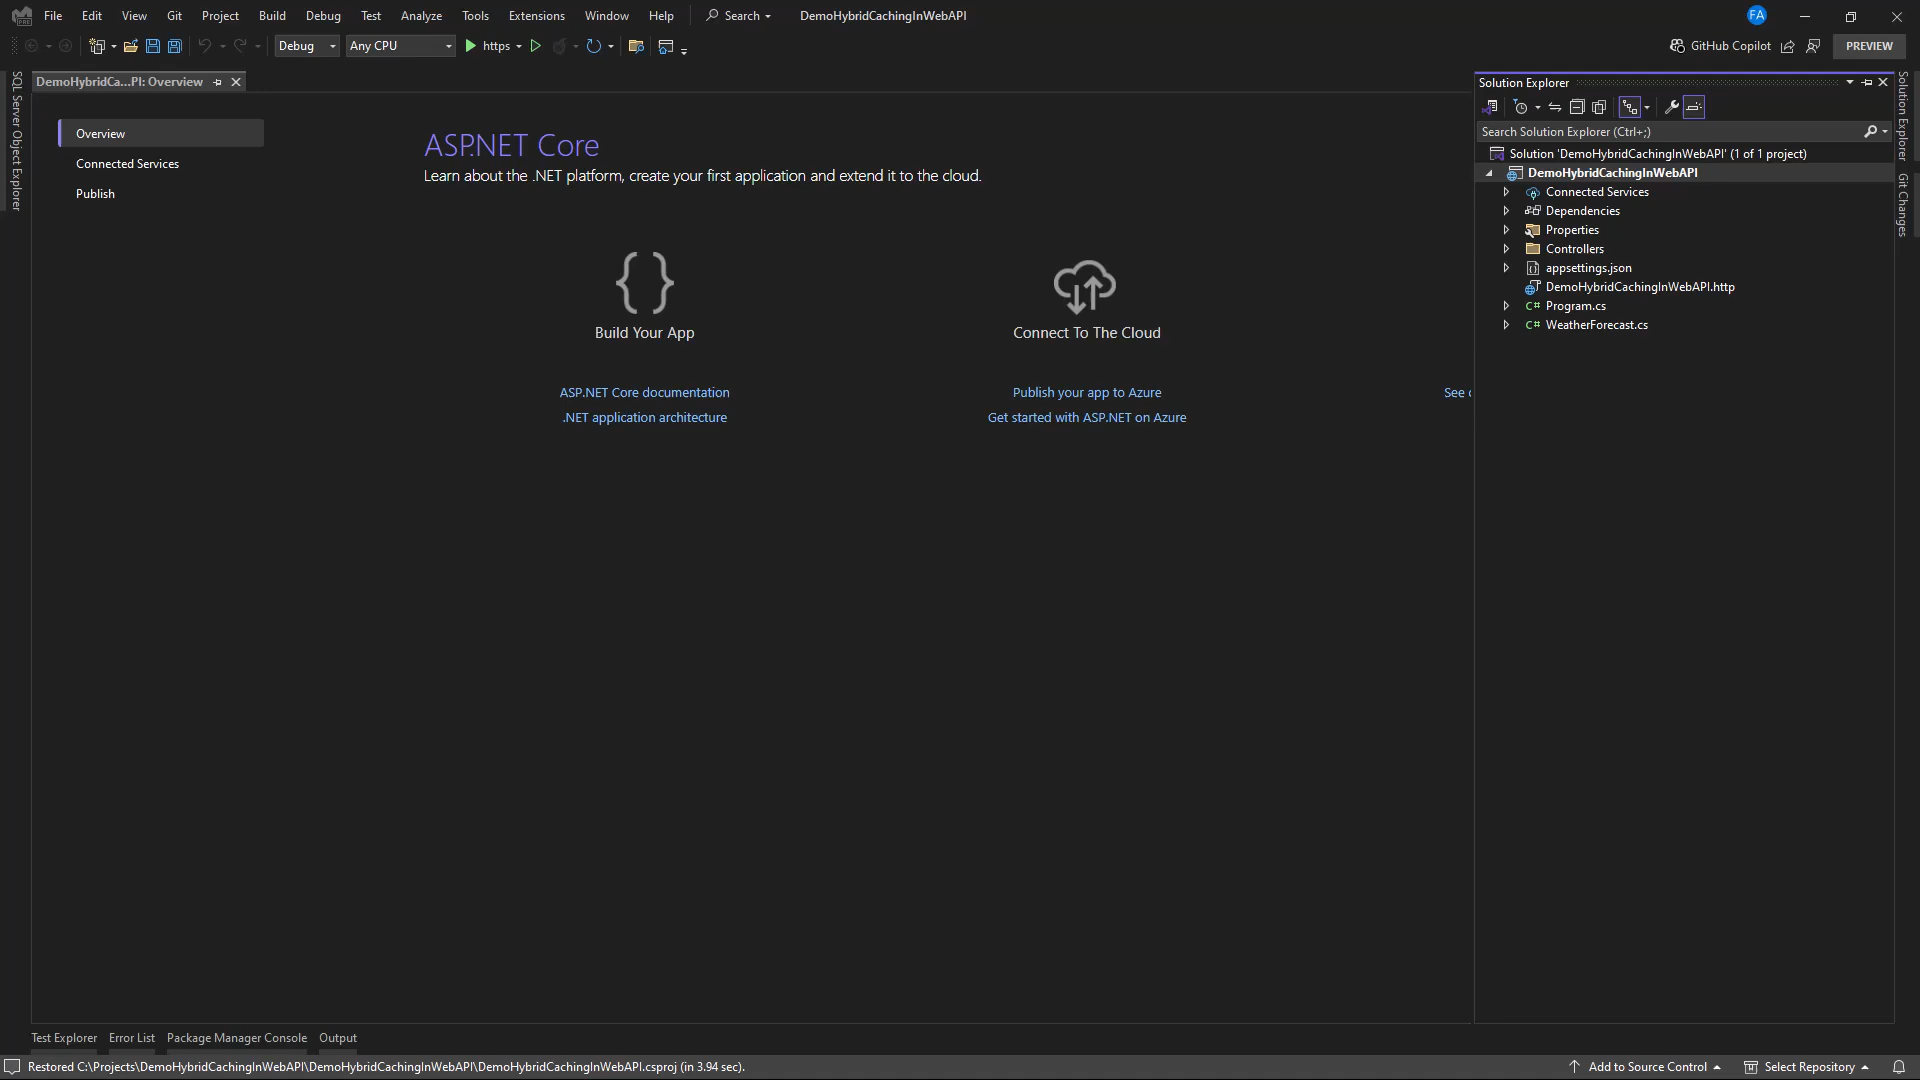 File Edit View Git Project Build Debug Test Analyze Tools Extensions Window Help Search DemoHybridCachingInWebAPI FA
Debug Any CPU https GitHub Copilot PREVIEW
SQL Server Object Explorer
DemoHybridCa...PI: Overview
Overview
Connected Services
Publish
ASP.NET Core
Learn about the .NET platform, create your first application and extend it to the cloud.
Build Your App
ASP.NET Core documentation
.NET application architecture
Connect To The Cloud
Publish your app to Azure
Get started with ASP.NET on Azure
See
Solution Explorer
Search Solution Explorer (Ctrl+;)
Solution 'DemoHybridCachingInWebAPI' (1 of 1 project)
DemoHybridCachingInWebAPI
Connected Services
Dependencies
Properties
Controllers
appsettings.json
DemoHybridCachingInWebAPI.http
C# Program.cs
C# WeatherForecast.cs
Solution Explorer
Git Changes
Test Explorer Error List Package Manager Console Output
Restored C:\Projects\DemoHybridCachingInWebAPI\DemoHybridCachingInWebAPI\DemoHybridCachingInWebAPI.csproj (in 3.94 sec). Add to Source Control Select Repository